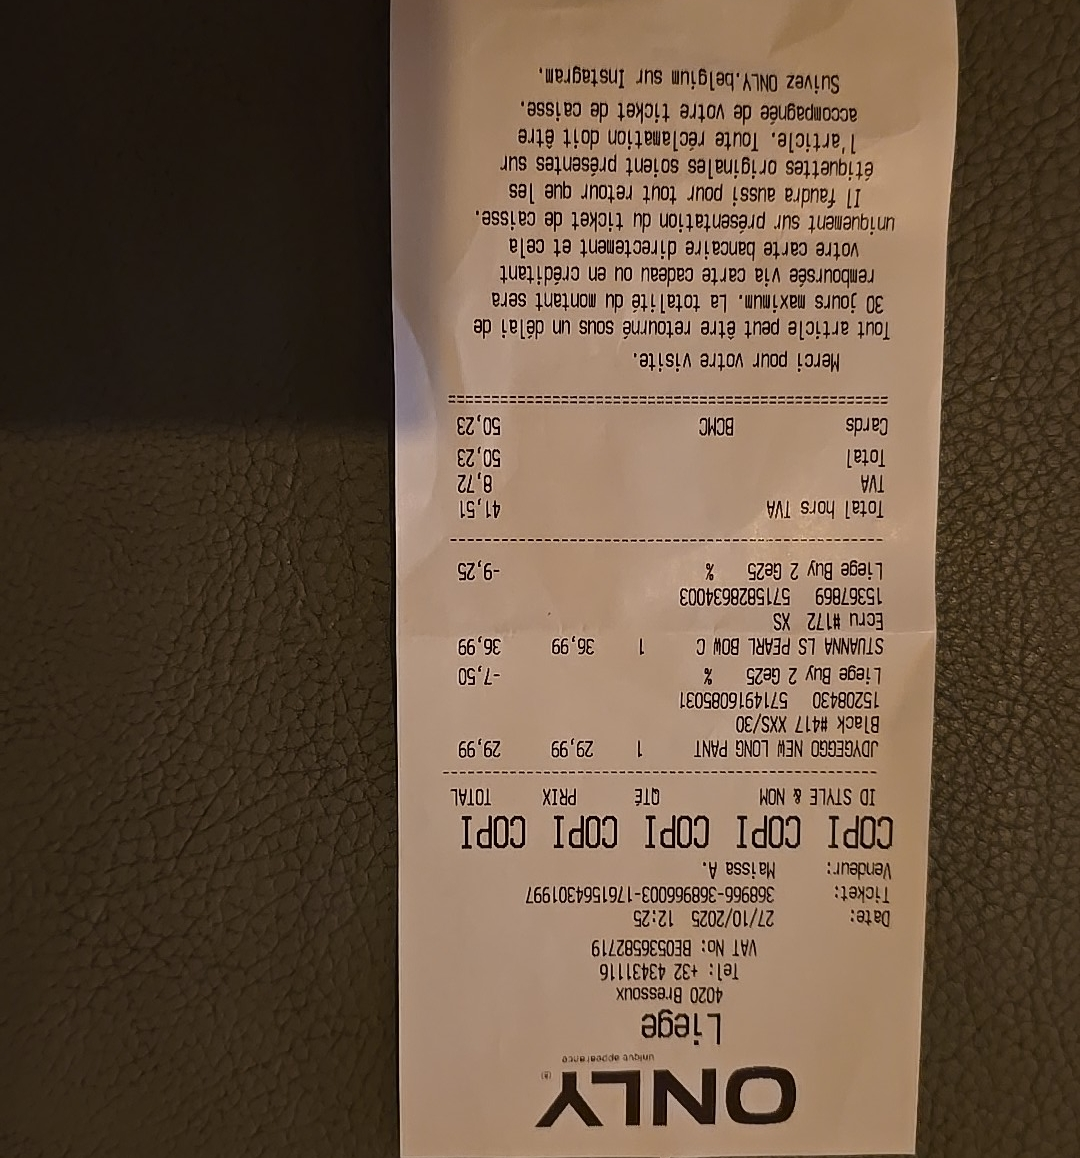 ONLY®
unique appearance
Liege
4020 Bressoux
Tel: +32 43431116
VAT No: BE0536582719
Date: 27/10/2025 12:25
Ticket: 368966-368966003-1761564301997
Vendeur: Maissa A.
COPI COPI COPI COPI COPI
ID STYLE & NOM QTÉ PRIX TOTAL
JDYGEGGO NEW LONG PANT 1 29,99 29,99
Black #417 XXS/30
15208430 5714916085031
Liege Buy 2 Ge25 % -7,50
STUANNA LS PEARL BOW C 1 36,99 36,99
Ecru #172 XS
15367869 5715828634003
Liege Buy 2 Ge25 % -9,25
Total hors TVA 41,51
TVA 8,72
Total 50,23
Cards BCMC 50,23
Merci pour votre visite.
Tout article peut être retourné sous un délai de
30 jours maximum. La totalité du montant sera
remboursée via carte cadeau ou en créditant
votre carte bancaire directement et cela
uniquement sur présentation du ticket de caisse.
Il faudra aussi pour tout retour que les
étiquettes originales soient présentes sur
l'article. Toute réclamation doit être
accompagnée de votre ticket de caisse.
Suivez ONLY.belgium sur Instagram.